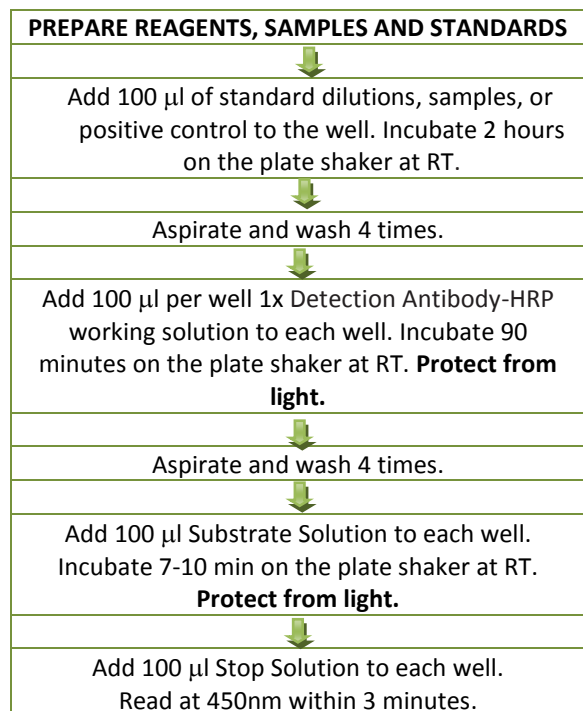 PREPARE REAGENTS, SAMPLES AND STANDARDS
Add 100 μl of standard dilutions, samples, or
positive control to the well. Incubate 2 hours
on the plate shaker at RT.
Aspirate and wash 4 times.
Add 100 μl per well 1x Detection Antibody-HRP
working solution to each well. Incubate 90
minutes on the plate shaker at RT. Protect from
light.
Aspirate and wash 4 times.
Add 100 μl Substrate Solution to each well.
Incubate 7-10 min on the plate shaker at RT.
Protect from light.
Add 100 μl Stop Solution to each well.
Read at 450nm within 3 minutes.